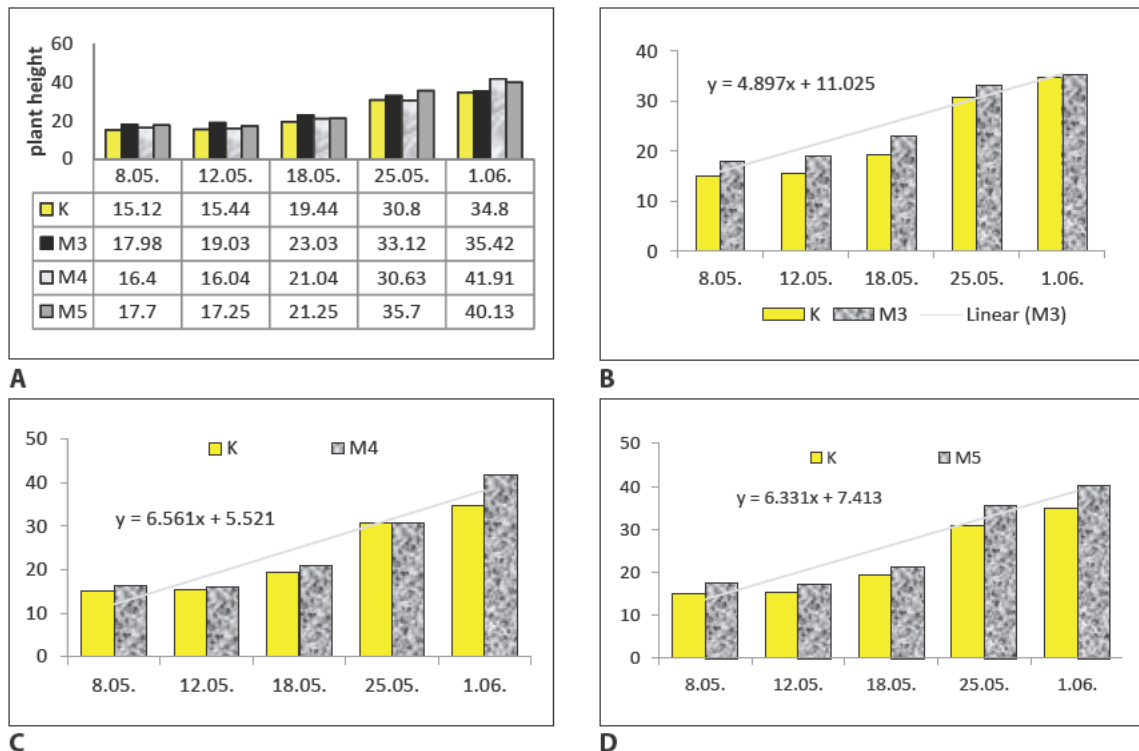 plant height
60
40
20
0
8.05. 12.05. 18.05. 25.05. 1.06.
K 15.12 15.44 19.44 30.8 34.8
M3 17.98 19.03 23.03 33.12 35.42
M4 16.4 16.04 21.04 30.63 41.91
M5 17.7 17.25 21.25 35.7 40.13
A
40
y = 4.897x + 11.025
30
20
10
0
8.05. 12.05. 18.05. 25.05. 1.06.
K M3 Linear (M3)
B
50
K M4
40
y = 6.561x + 5.521
30
20
10
0
8.05. 12.05. 18.05. 25.05. 1.06.
C
50
K M5
40
y = 6.331x + 7.413
30
20
10
0
8.05. 12.05. 18.05. 25.05. 1.06.
D